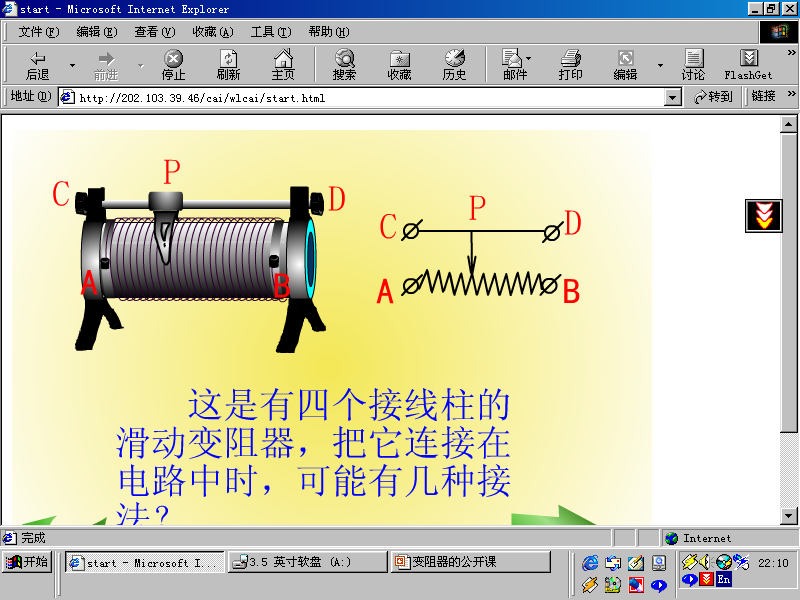 start - Microsoft Internet Explorer
文件(F) 编辑(E) 查看(V) 收藏(A) 工具(T) 帮助(H)
后退 前进 停止 刷新 主页 搜索 收藏 历史 邮件 打印 编辑 讨论 FlashGet
地址(D) http://202.103.39.46/cai/wlcai/start.html 转到 链接
P
C
D
A
B
P
C
D
A
B
这是有四个接线柱的
滑动变阻器，把它连接在
电路中时，可能有几种接
法？
完成
Internet
开始 start - Microsoft I... 3.5 英寸软盘 (A:) 变阻器的公开课 22:10
En